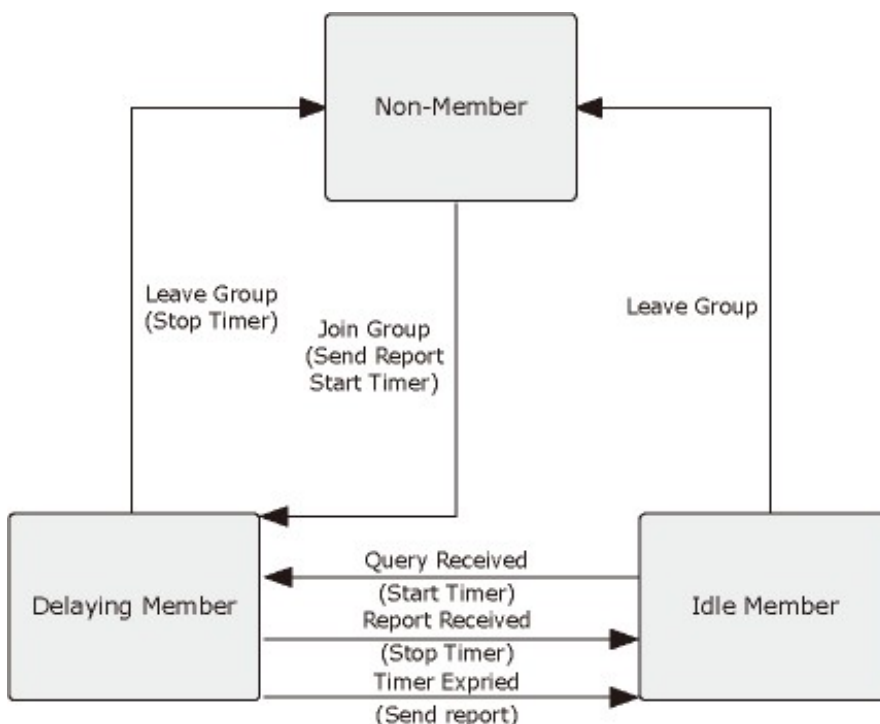 Non-Member
Leave Group
(Stop Timer)
Join Group
(Send Report
Start Timer)
Leave Group
Delaying Member
Query Received
(Start Timer)
Report Received
(Stop Timer)
Timer Expried
(Send report)
Idle Member